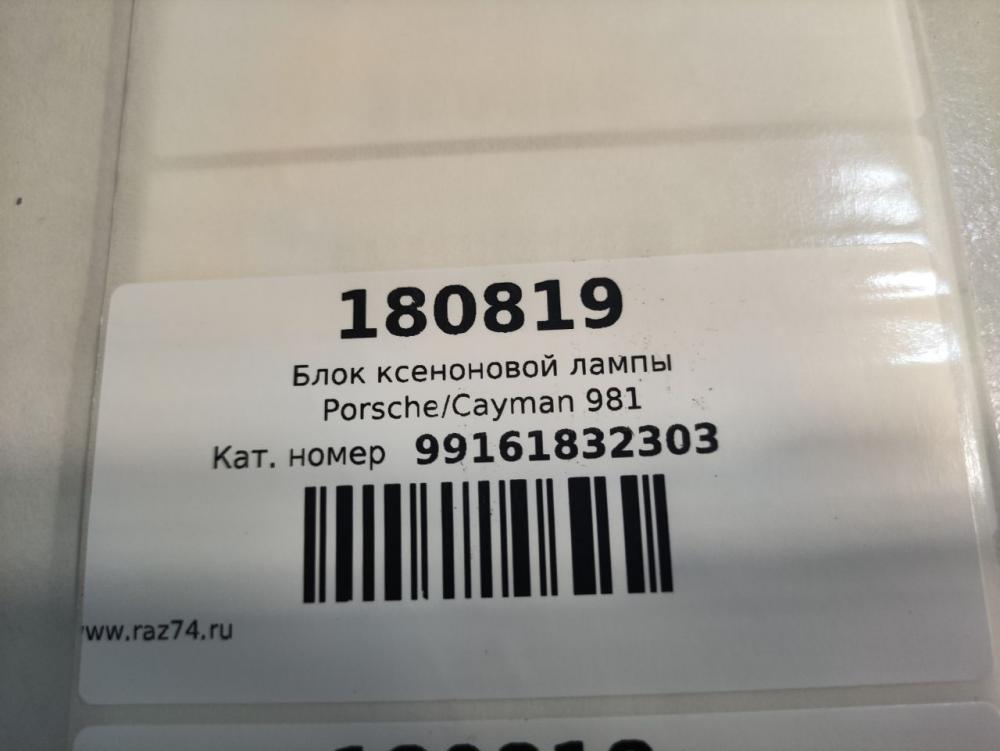 180819
Блок ксеноновой лампы
Porsche/Cayman 981
Кат. номер 99161832303
www.raz74.ru